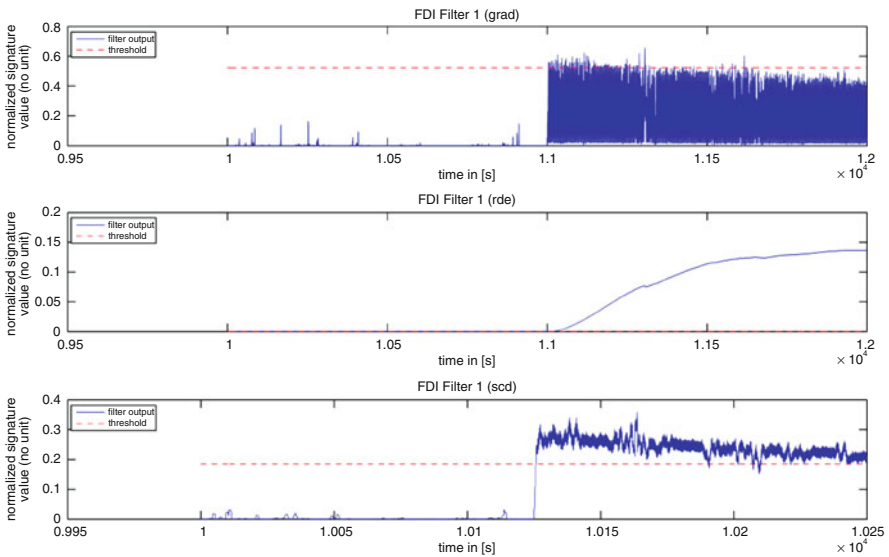 FDI Filter 1 (grad)
normalized signature
value (no unit)
0.8
0.6
0.4
0.2
0
filter output
threshold
0.95
1
1.05
1.1
1.15
1.2
time in [s]
× 10⁴
FDI Filter 1 (rde)
normalized signature
value (no unit)
0.2
0.15
0.1
0.05
0
filter output
threshold
0.95
1
1.05
1.1
1.15
1.2
time in [s]
× 10⁴
FDI Filter 1 (scd)
normalized signature
value (no unit)
0.4
0.3
0.2
0.1
0
filter output
threshold
0.995
1
1.005
1.01
1.015
1.02
1.025
time in [s]
× 10⁴